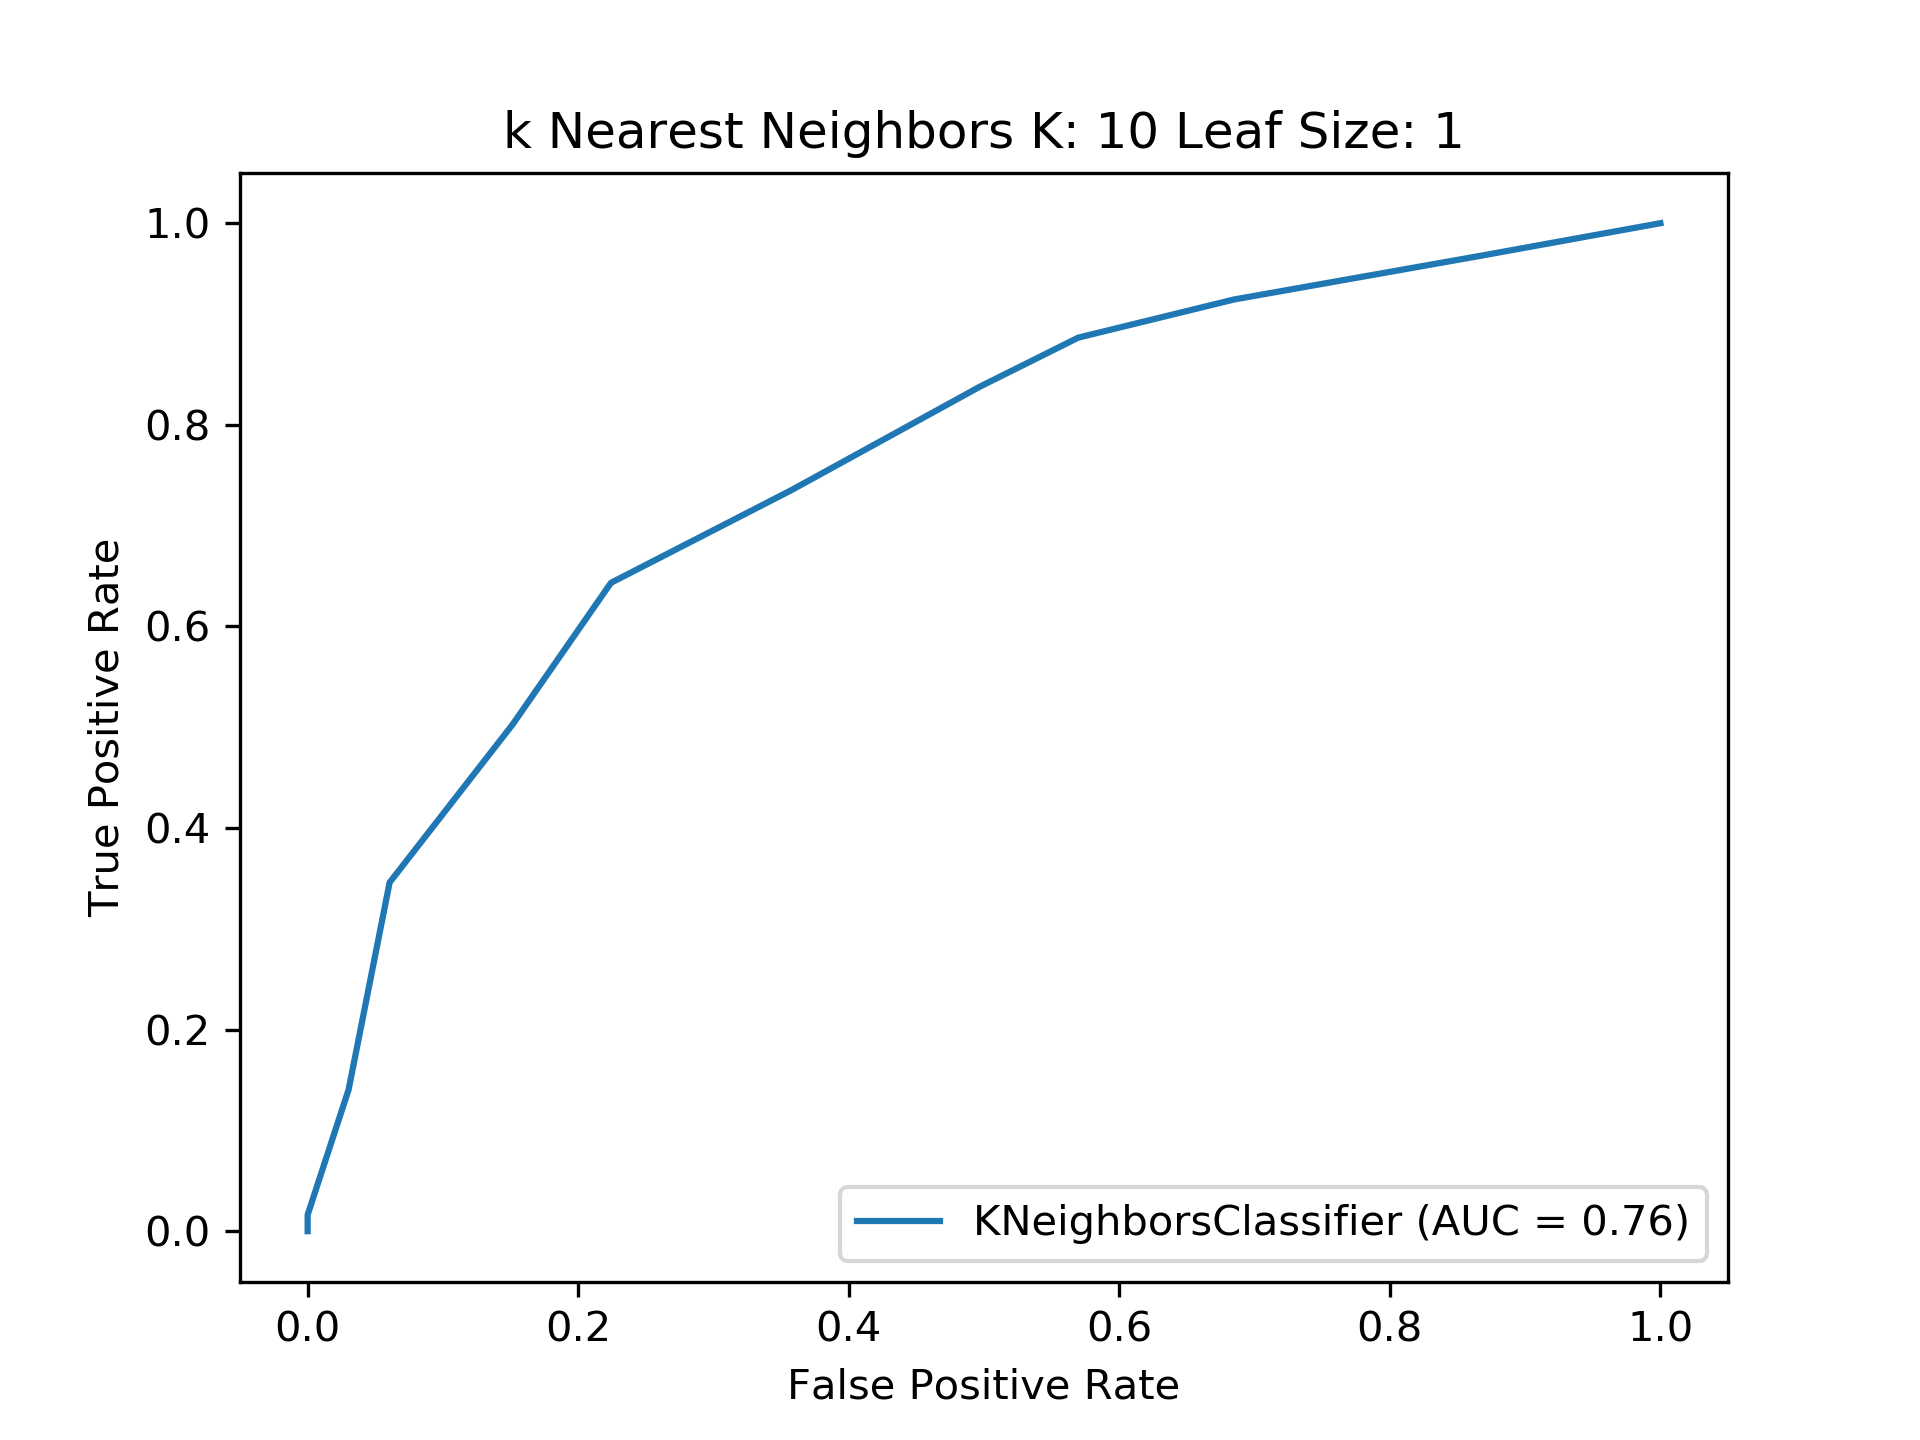 k Nearest Neighbors K: 10 Leaf Size: 1
True Positive Rate
1.0
0.8
0.6
0.4
0.2
0.0
KNeighborsClassifier (AUC = 0.76)
0.0 0.2 0.4 0.6 0.8 1.0
False Positive Rate